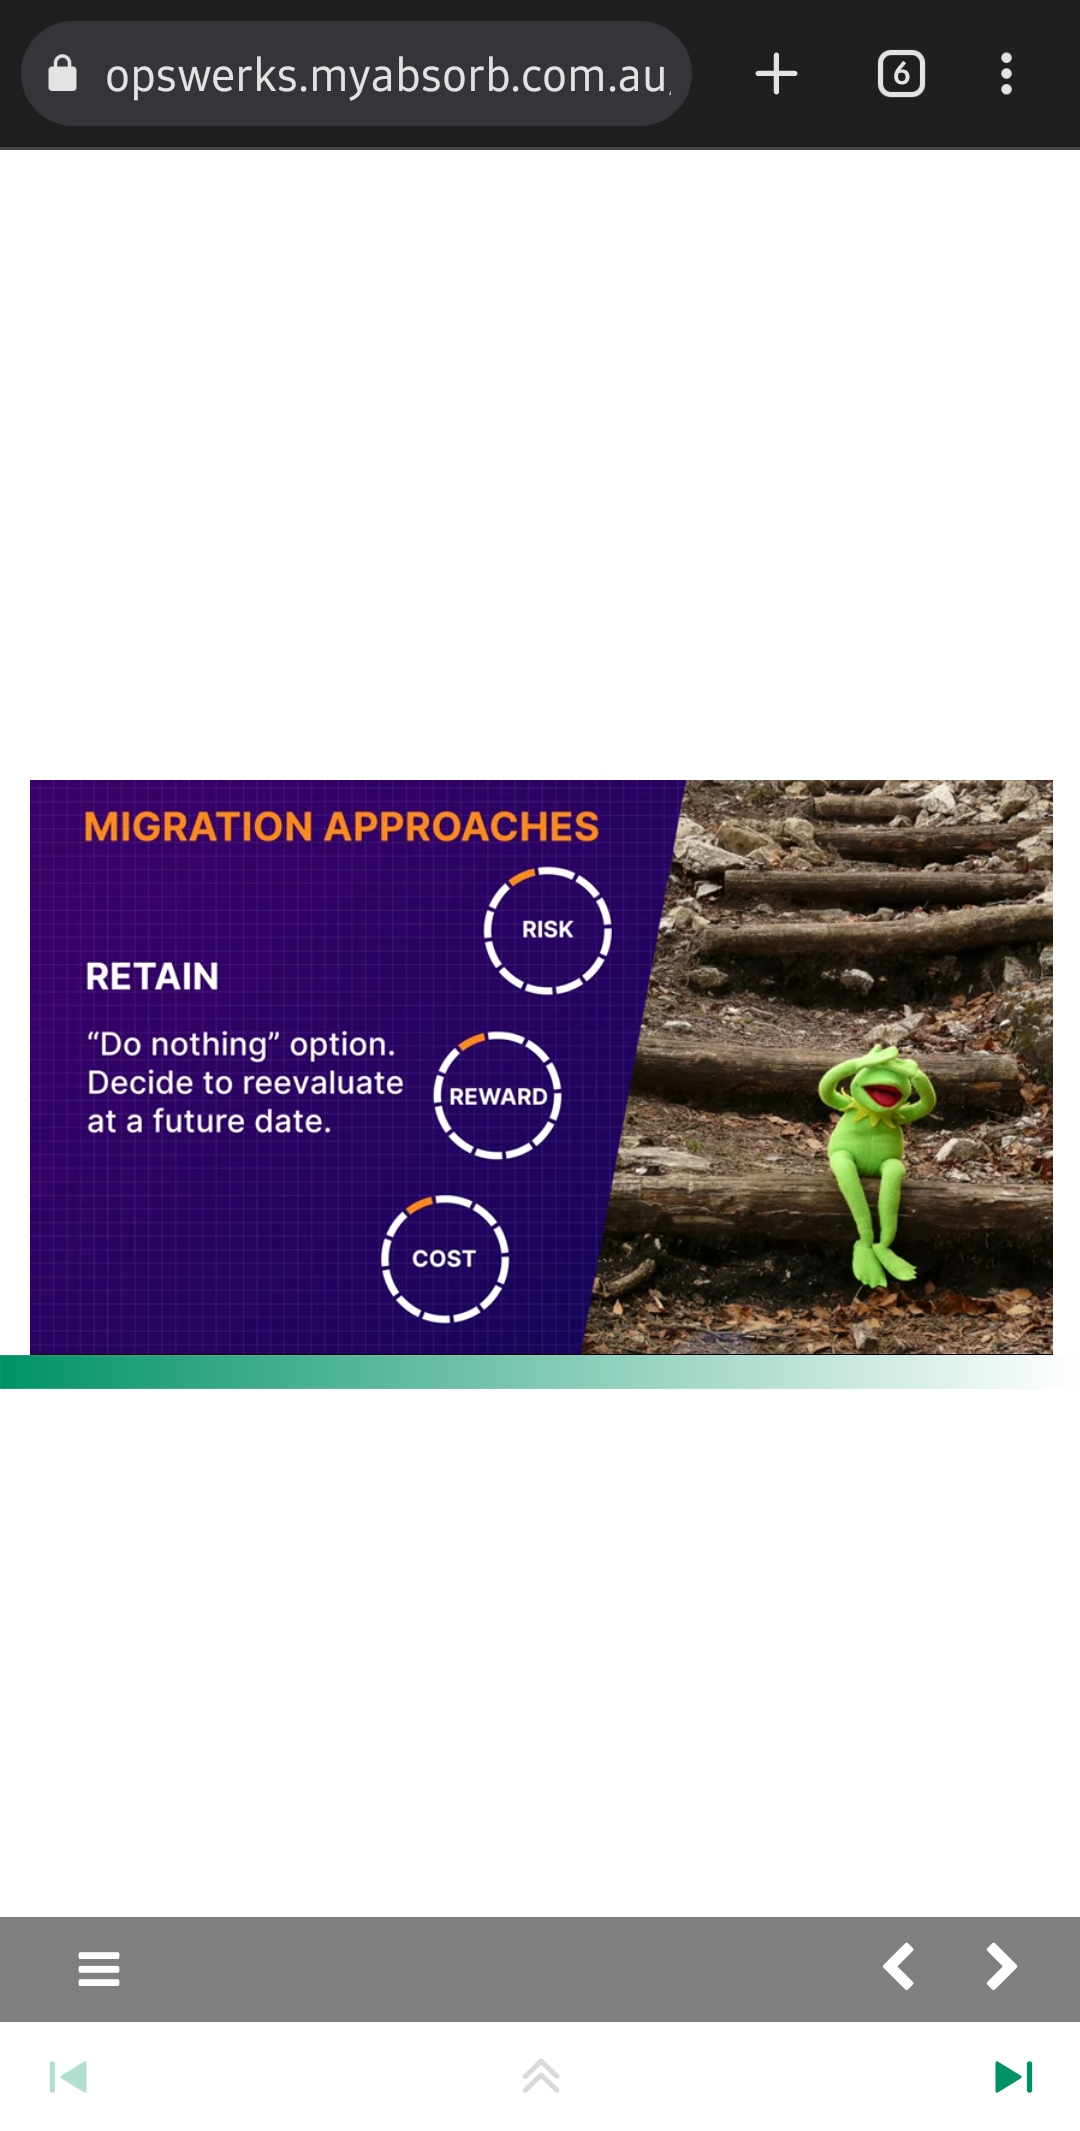 opswerks.myabsorb.com.au
6
MIGRATION APPROACHES
RISK
RETAIN
“Do nothing” option.
Decide to reevaluate
at a future date.
REWARD
COST